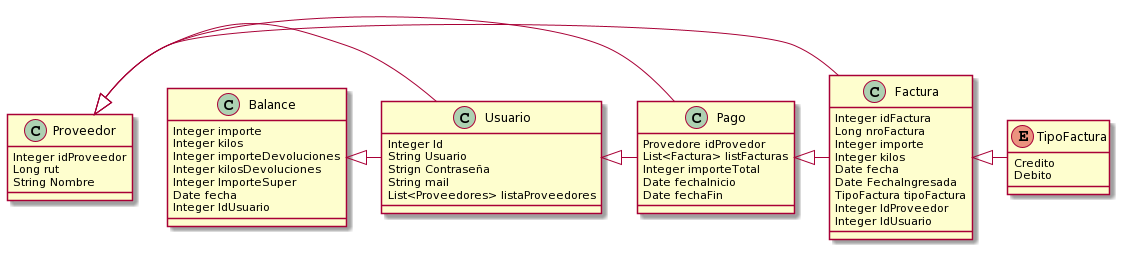 C Proveedor
Integer idProveedor
Long rut
String Nombre
C Balance
Integer importe
Integer kilos
Integer importeDevoluciones
Integer kilosDevoluciones
Integer ImporteSuper
Date fecha
Integer IdUsuario
C Usuario
Integer Id
String Usuario
Strign Contraseña
String mail
List<Proveedores> listaProveedores
C Pago
Provedore idProvedor
List<Factura> listFacturas
Integer importeTotal
Date fechaInicio
Date fechaFin
C Factura
Integer idFactura
Long nroFactura
Integer importe
Integer kilos
Date fecha
Date FechaIngresada
TipoFactura tipoFactura
Integer IdProveedor
Integer IdUsuario
E TipoFactura
Credito
Debito